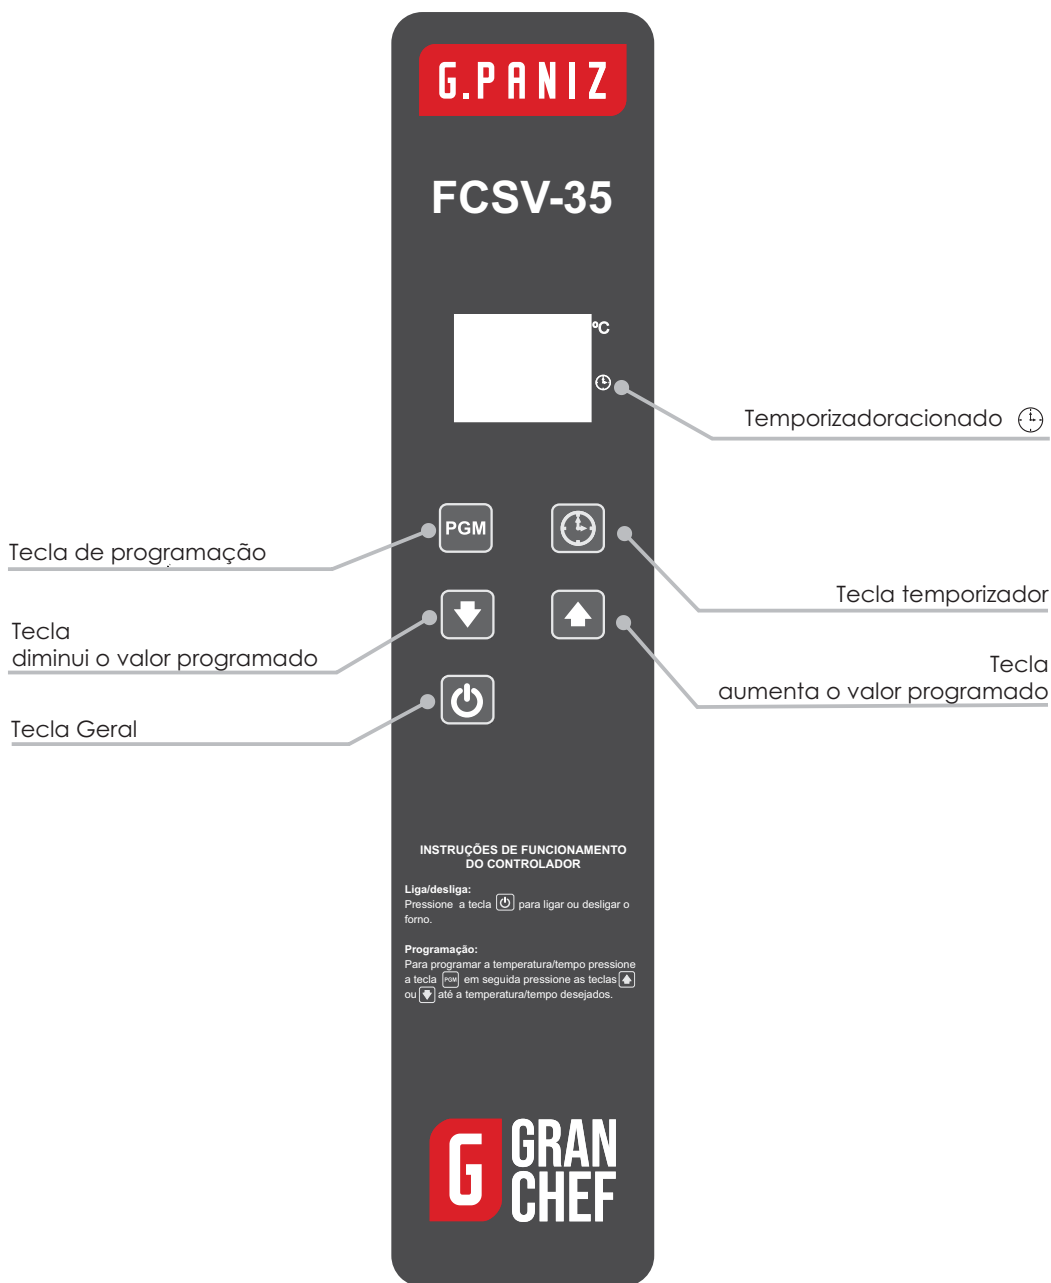 G.PANIZ
FCSV-35
ºC
Temporizadoracionado
PGM
Tecla de programação
Tecla temporizador
Tecla
diminui o valor programado
Tecla
aumenta o valor programado
Tecla Geral
INSTRUÇÕES DE FUNCIONAMENTO
DO CONTROLADOR
Liga/desliga:
Pressione a tecla para ligar ou desligar o
forno.
Programação:
Para programar a temperatura/tempo pressione
a tecla PGM em seguida pressione as teclas
ou até a temperatura/tempo desejados.
G GRAN
CHEF